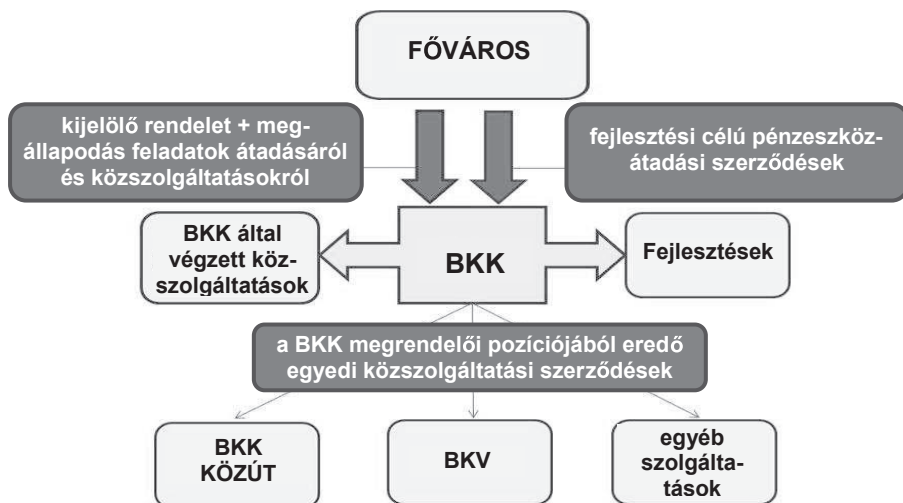 FŐVÁROS
kijelölő rendelet + meg-
állapodás feladatok átadásáról
és közszolgáltatásokról
fejlesztési célú pénzeszköz-
átadási szerződések
BKK által
végzett köz-
szolgáltatások
BKK
Fejlesztések
a BKK megrendelői pozíciójából eredő
egyedi közszolgáltatási szerződések
BKK
KÖZÚT
BKV
egyéb
szolgálta-
tások